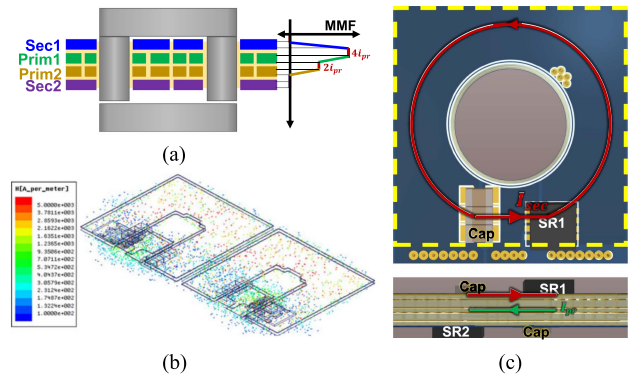 MMF
Sec1
Prim1
Prim2
Sec2
4i_pr
2i_pr
(a)
H[A_per_meter]
5.0000e+003
3.7811e+003
2.8593e+003
2.1622e+003
1.6351e+003
1.2365e+003
9.3506e+002
7.0711e+002
5.3472e+002
4.0437e+002
3.0579e+002
2.3124e+002
1.7487e+002
1.3224e+002
1.0000e+002
(b)
I_sec
SR1
Cap
Cap
SR1
I_pr
SR2
Cap
(c)